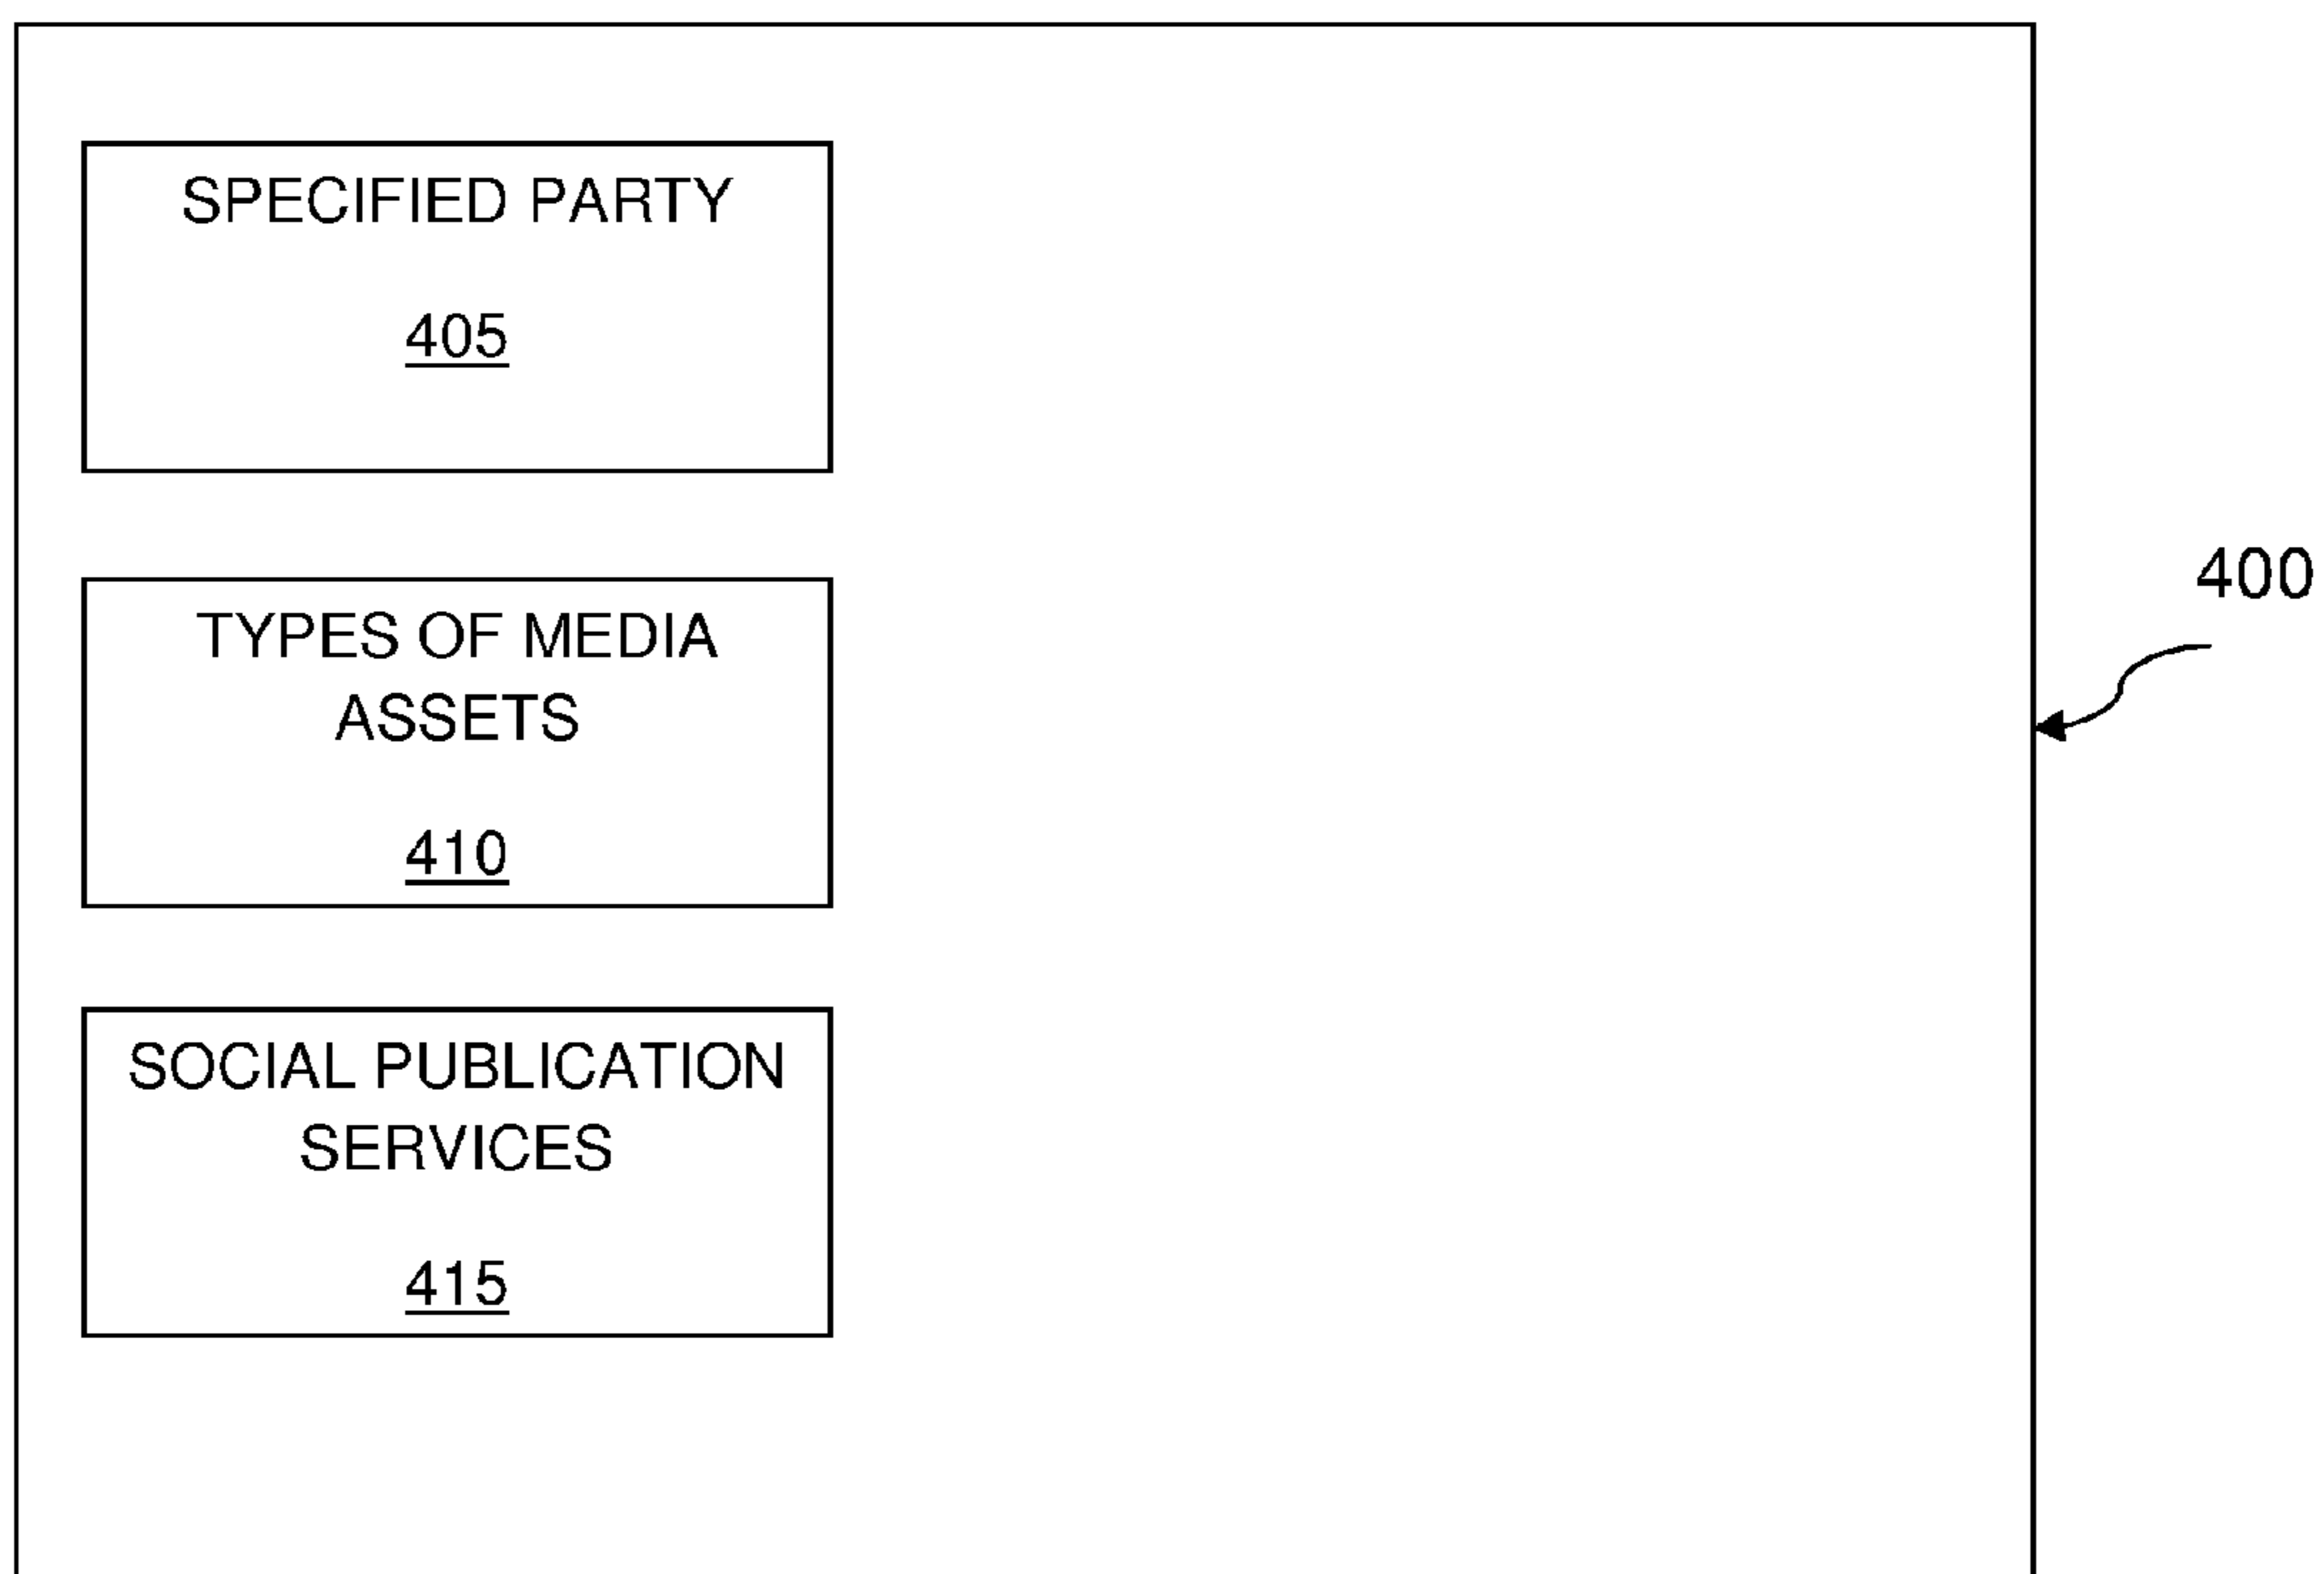 SPECIFIED PARTY
405
TYPES OF MEDIA
ASSETS
410
400
SOCIAL PUBLICATION
SERVICES
415